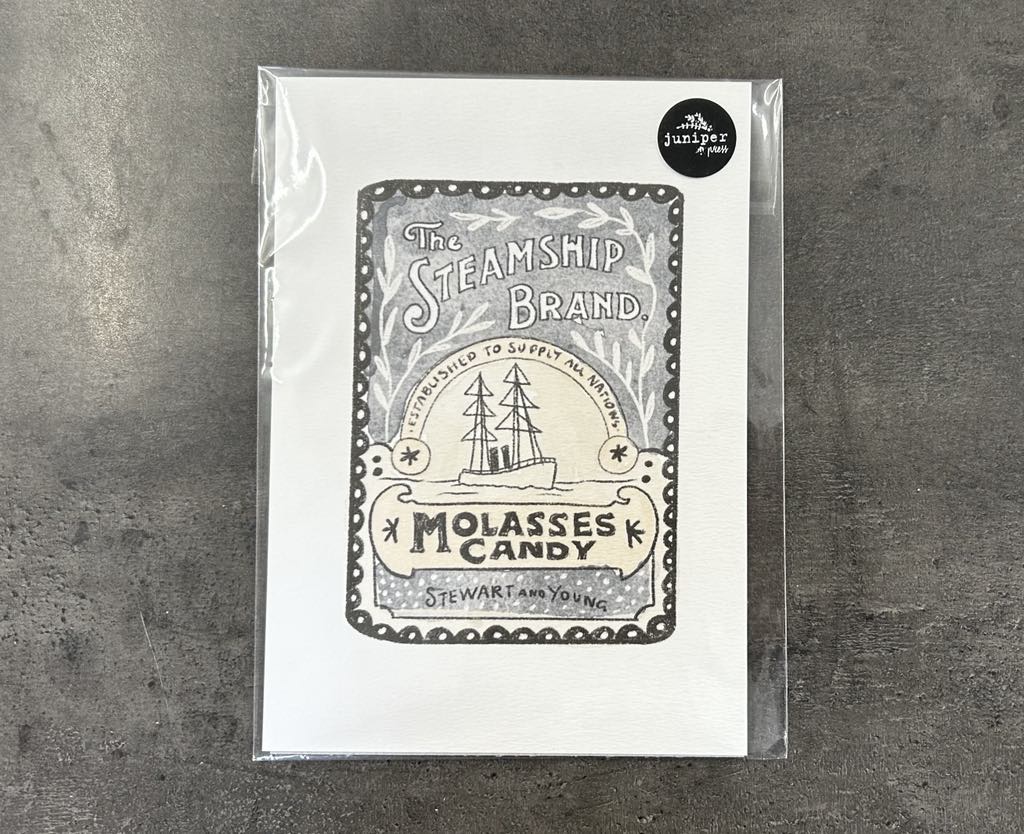 juniper
press
The
STEAMSHIP
BRAND.
·ESTABLISHED TO SUPPLY ALL NATIONS·
MOLASSES
CANDY
STEWART AND YOUNG